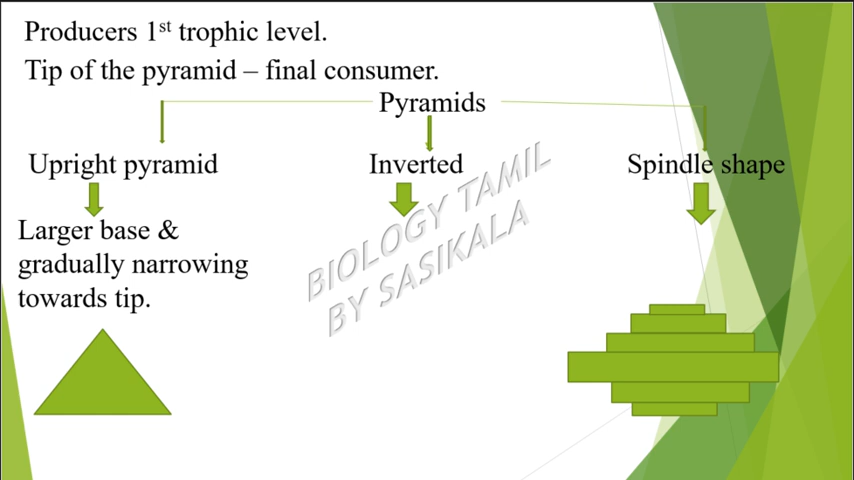 Producers 1st trophic level.
Tip of the pyramid – final consumer.
Pyramids
Upright pyramid
Inverted
Spindle shape
Larger base &
gradually narrowing
towards tip.
BIOLOGY TAMIL
BY SASIKALA